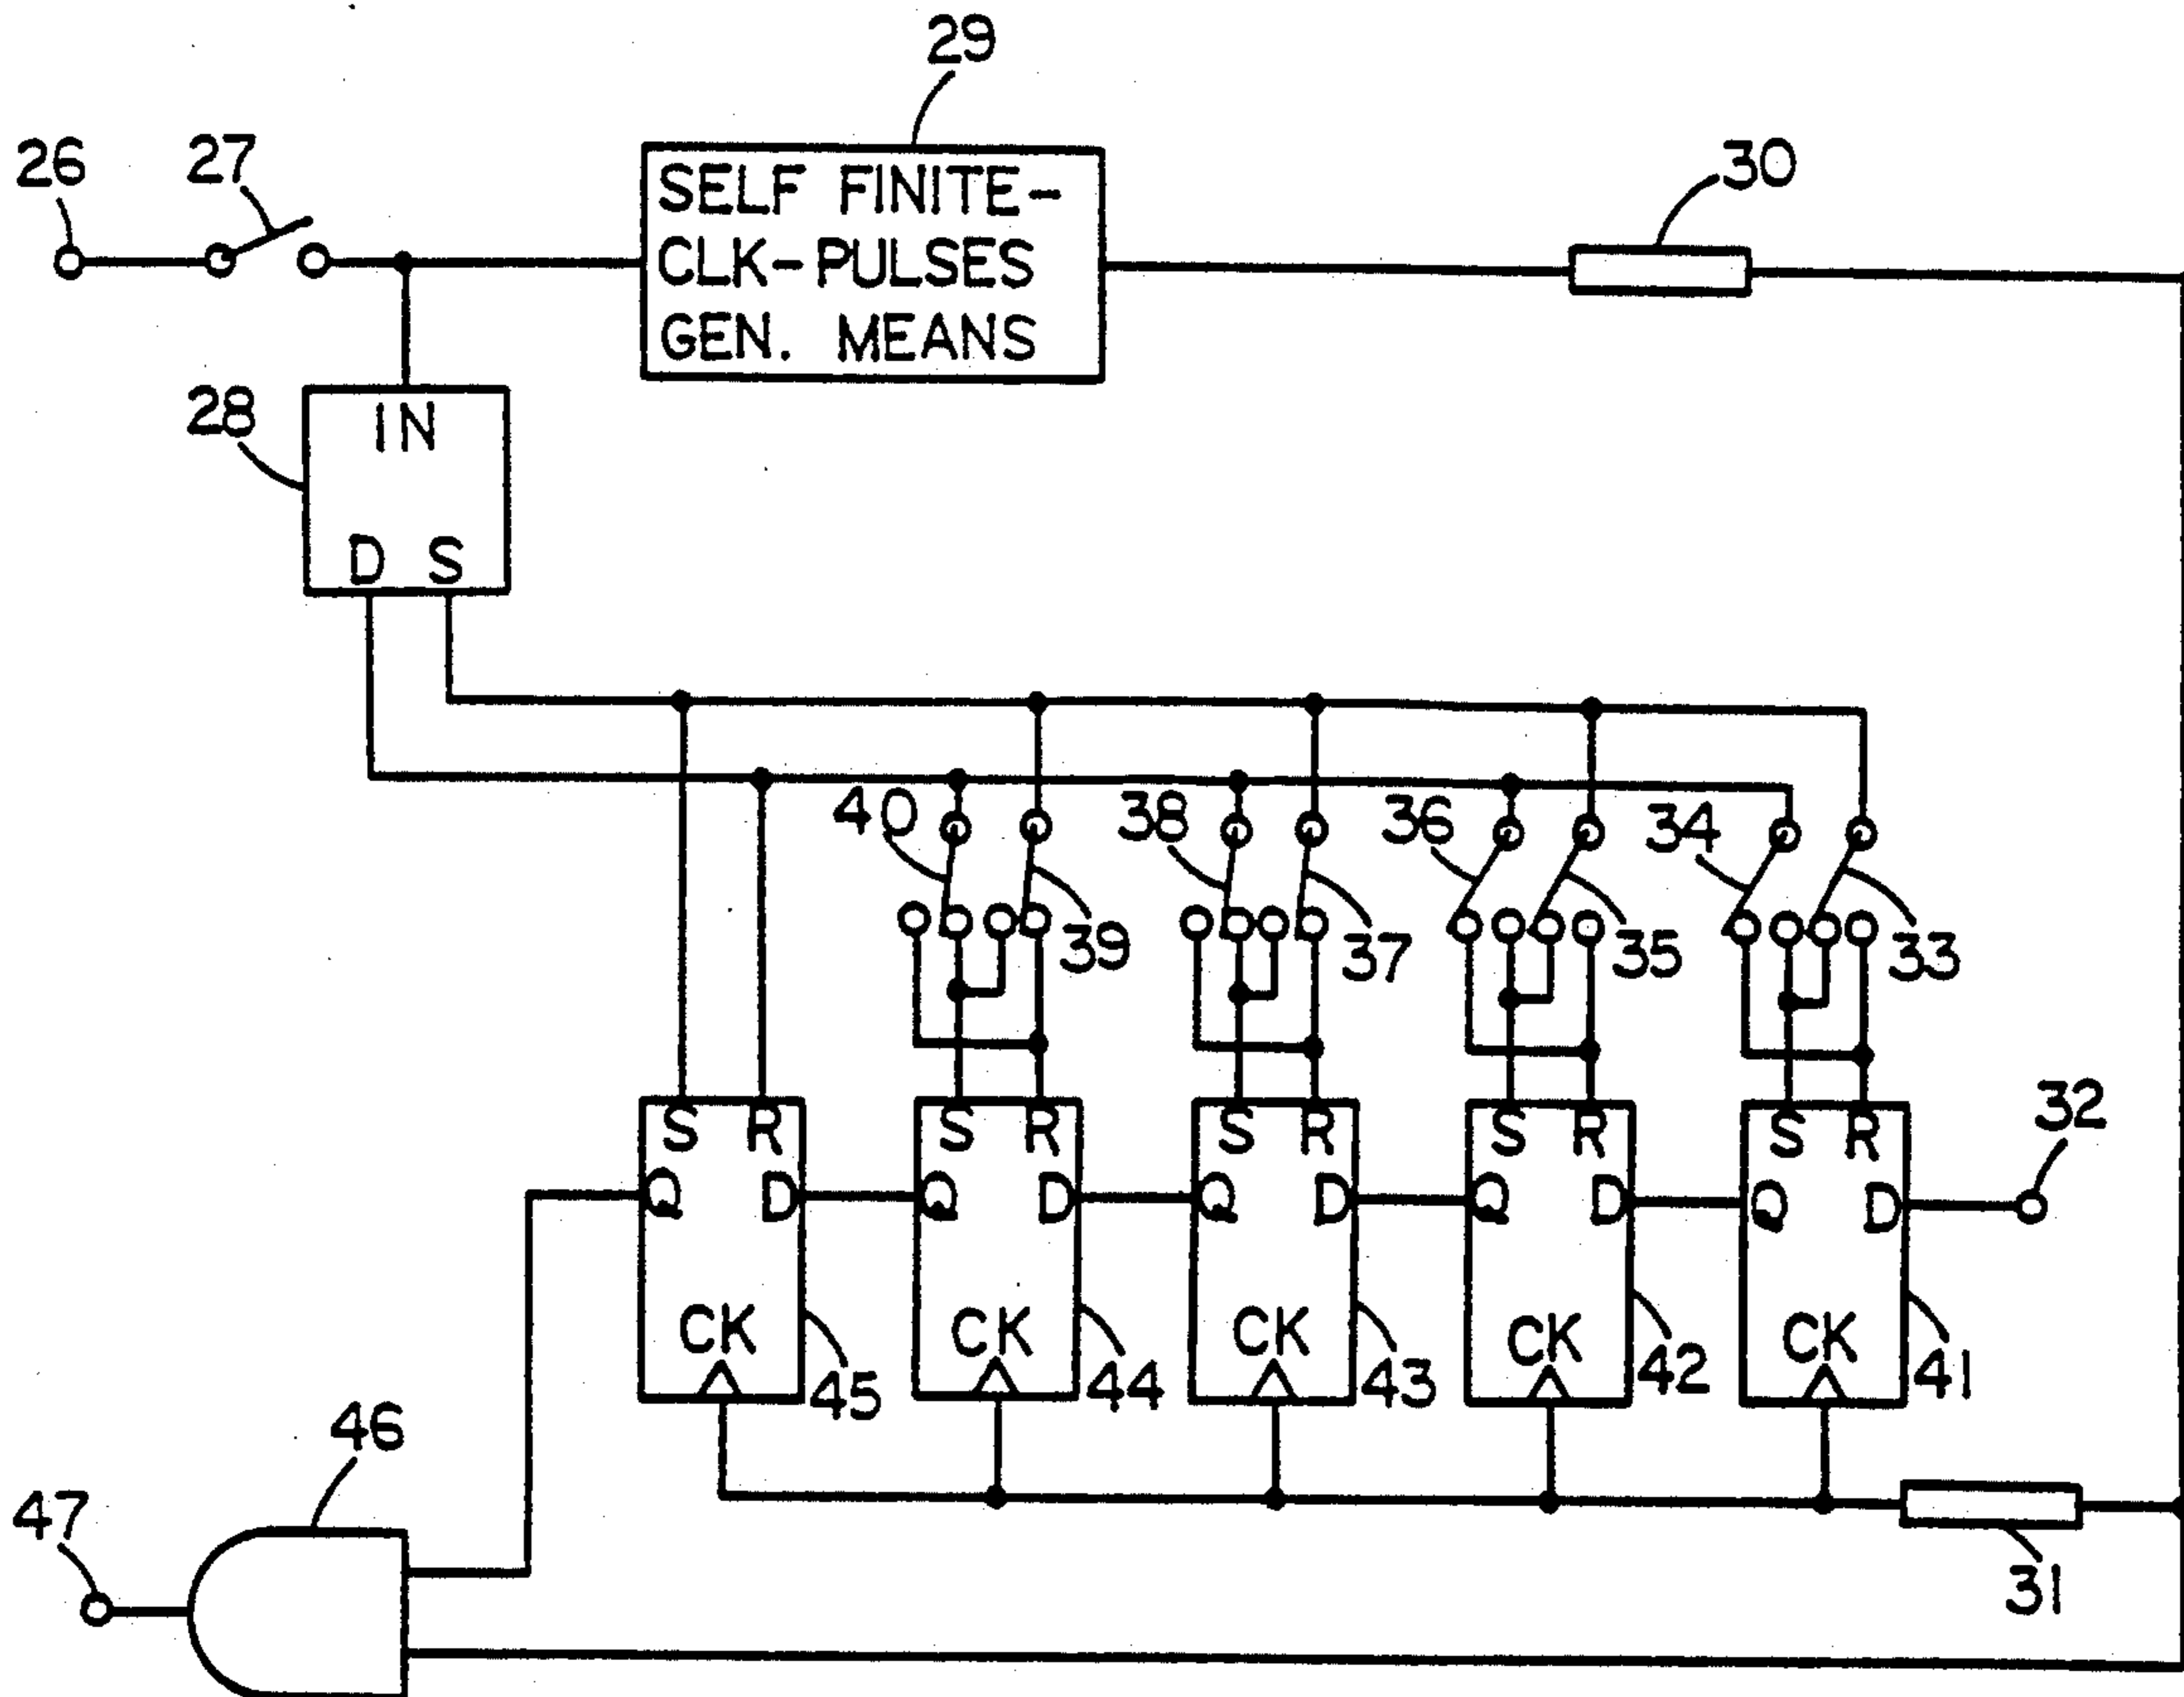 29
26
27
30
SELF FINITE-
CLK-PULSES
GEN. MEANS
28
IN
D S
40
38
36
34
39
37
35
33
32
S R
S R
S R
S R
S R
Q D
Q D
Q D
Q D
Q D
CK
CK
CK
CK
CK
45
44
43
42
41
46
47
31